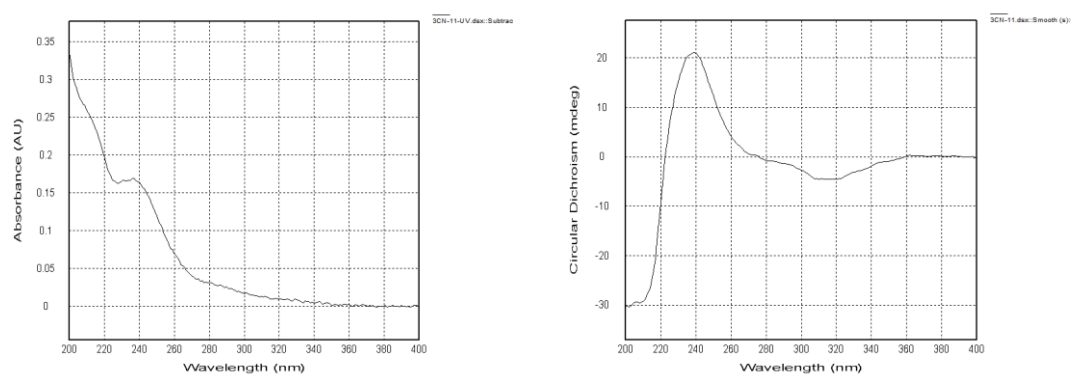 3CN-11-UV.dsx::Subtrac
Absorbance (AU)
0.35
0.3
0.25
0.2
0.15
0.1
0.05
0
200 220 240 260 280 300 320 340 360 380 400
Wavelength (nm)
3CN-11.dsx::Smooth (s):
Circular Dichroism (mdeg)
20
10
0
-10
-20
-30
200 220 240 260 280 300 320 340 360 380 400
Wavelength (nm)